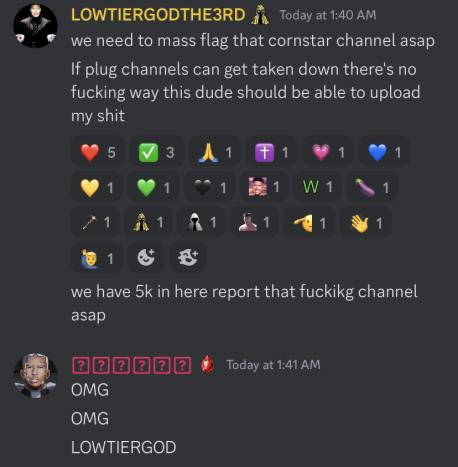 LOWTIERGODTHE3RD Today at 1:40 AM
we need to mass flag that cornstar channel asap
If plug channels can get taken down there's no
fucking way this dude should be able to upload
my shit
5 3 1 1 1 1
1 1 1 1 W 1 1
1 1 1 1 1 1
1
we have 5k in here report that fuckikg channel
asap
Today at 1:41 AM
OMG
OMG
LOWTIERGOD